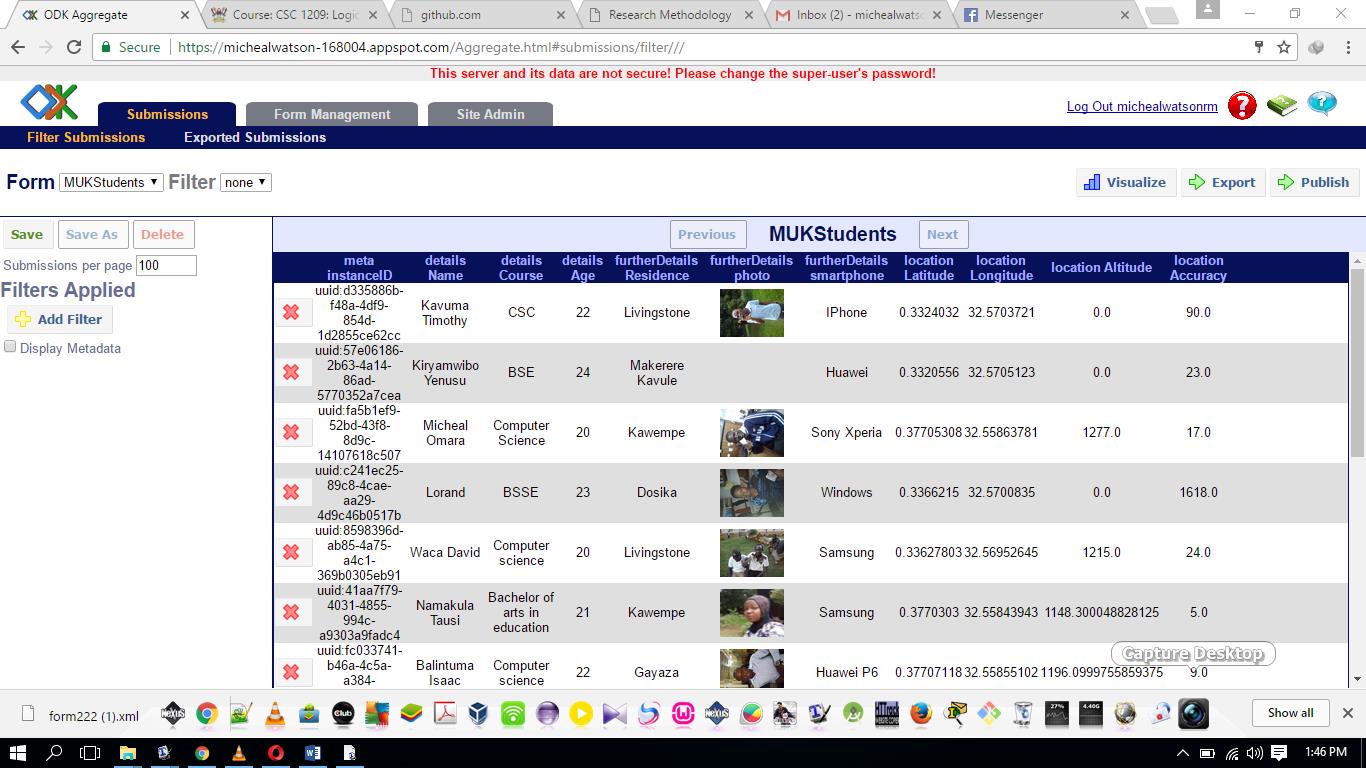 ODK Aggregate
Course: CSC 1209: Logic
github.com
Research Methodology
Inbox (2) - michealwatso
Messenger
Secure
https://michealwatson-168004.appspot.com/Aggregate.html#submissions/filter///
This server and its data are not secure! Please change the super-user's password!
Submissions
Form Management
Site Admin
Log Out michealwatsonrm
Filter Submissions
Exported Submissions
Form MUKStudents Filter none
Visualize
Export
Publish
Save
Save As
Delete
Previous
MUKStudents
Next
Submissions per page 100
Filters Applied
Add Filter
Display Metadata
meta instanceID
details Name
details Course
details Age
furtherDetails Residence
furtherDetails photo
furtherDetails smartphone
location Latitude
location Longitude
location Altitude
location Accuracy
uuid:d335886b-f48a-4df9-854d-1d2855ce62cc Kavuma Timothy CSC 22 Livingstone IPhone 0.3324032 32.5703721 0.0 90.0
uuid:57e06186-2b63-4a14-86ad-5770352a7cea Kiryamwibo Yenusu BSE 24 Makerere Kavule Huawei 0.3320556 32.5705123 0.0 23.0
uuid:fa5b1ef9-52bd-43f8-8d9c-14107618c507 Micheal Omara Computer Science 20 Kawempe Sony Xperia 0.37705308 32.55863781 1277.0 17.0
uuid:c241ec25-89c8-4cae-aa29-4d9c46b0517b Lorand BSSE 23 Dosika Windows 0.3366215 32.5700835 0.0 1618.0
uuid:8598396d-ab85-4a75-a4c1-369b0305eb91 Waca David Computer science 20 Livingstone Samsung 0.33627803 32.56952645 1215.0 24.0
uuid:41aa7f79-4031-4855-994c-a9303a9fadc4 Namakula Tausi Bachelor of arts in education 21 Kawempe Samsung 0.3770303 32.55843943 1148.300048828125 5.0
uuid:fc033741-b46a-4c5a-a384- Balintuma Isaac Computer science 22 Gayaza Huawei P6 0.37707118 32.55855102 1196.0999755859375 9.0
Capture Desktop
form222 (1).xml
Show all
1:46 PM